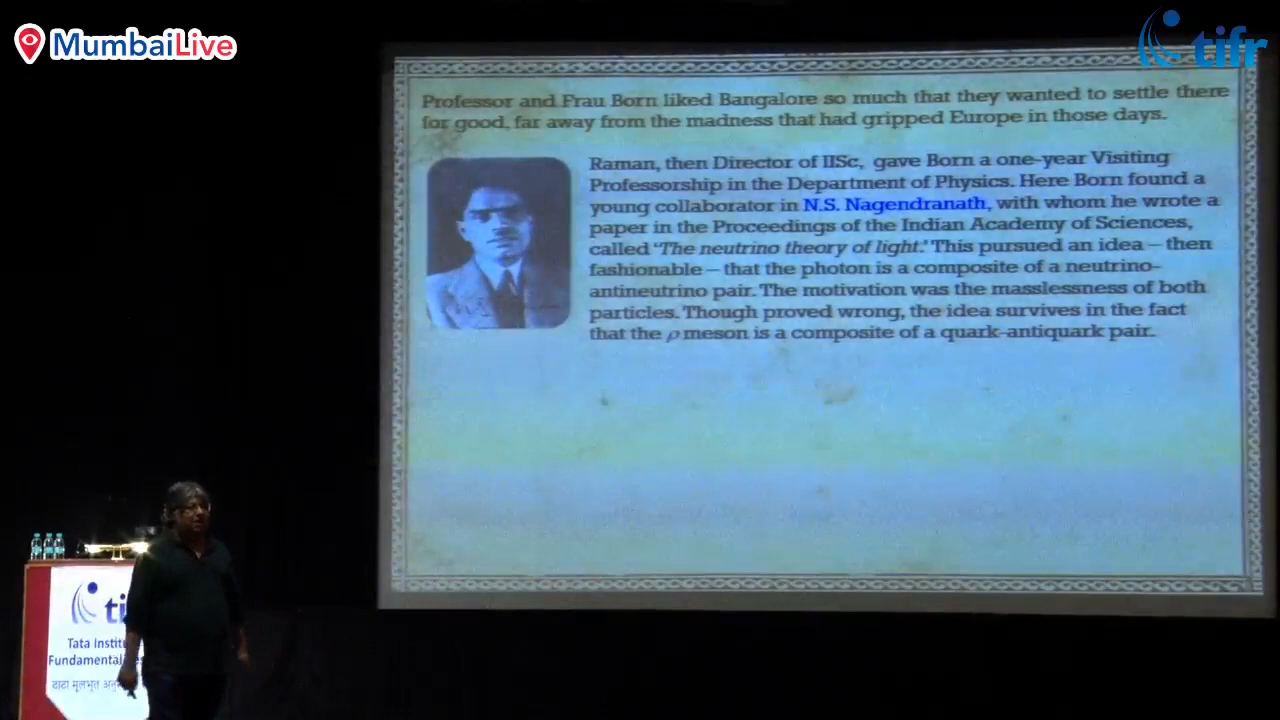 MumbaiLive
tifr
Professor and Frau Born liked Bangalore so much that they wanted to settle there
for good, far away from the madness that had gripped Europe in those days.
Raman, then Director of IISc, gave Born a one-year Visiting
Professorship in the Department of Physics. Here Born found a
young collaborator in N.S. Nagendranath, with whom he wrote a
paper in the Proceedings of the Indian Academy of Sciences,
called 'The neutrino theory of light.' This pursued an idea – then
fashionable – that the photon is a composite of a neutrino-
antineutrino pair. The motivation was the masslessness of both
particles. Though proved wrong, the idea survives in the fact
that the ρ meson is a composite of a quark-antiquark pair.
ti
Tata Instit
Fundamental
टाटा मूलभूत